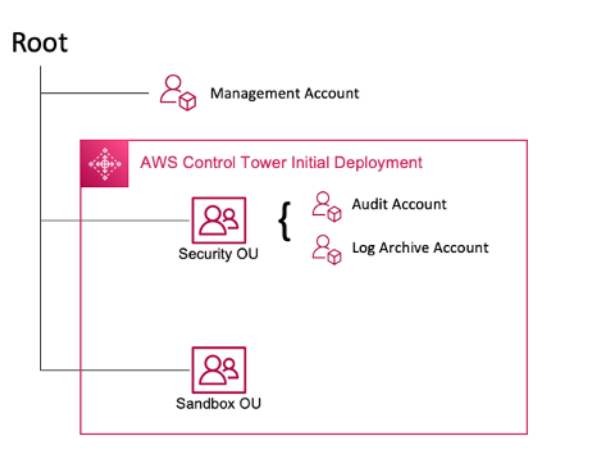 Root
Management Account
AWS Control Tower Initial Deployment
Audit Account
Security OU
Log Archive Account
Sandbox OU